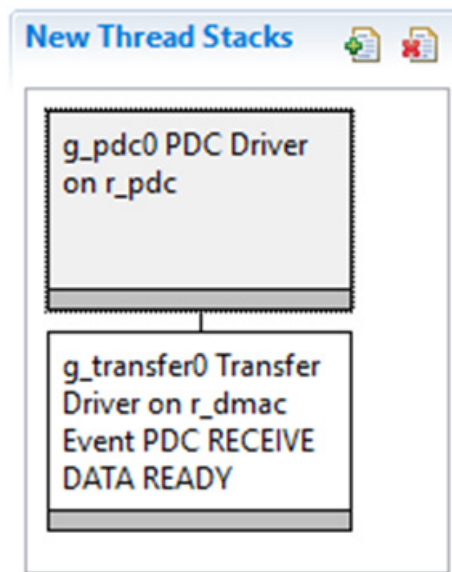 New Thread Stacks
g_pdc0 PDC Driver
on r_pdc
g_transfer0 Transfer
Driver on r_dmac
Event PDC RECEIVE
DATA READY